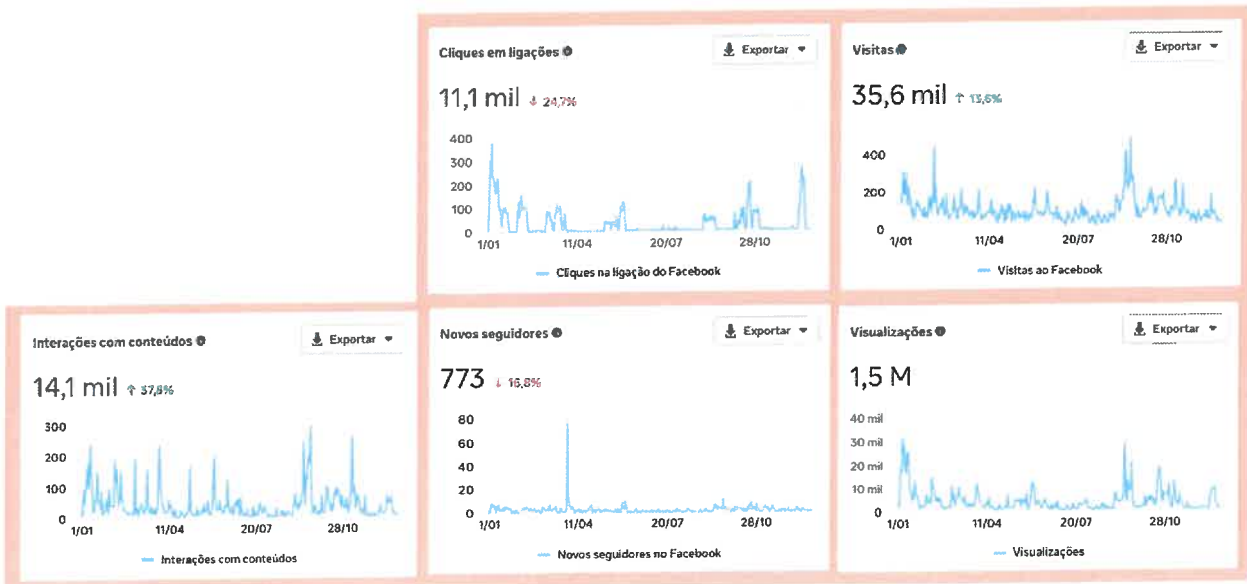 Cliques em ligações
Exportar
11,1 mil ↓ 24,7%
400
300
200
100
0
1/01 11/04 20/07 28/10
Cliques na ligação do Facebook
Visitas
Exportar
35,6 mil ↑ 13,6%
400
200
0
1/01 11/04 20/07 28/10
Visitas ao Facebook
Interações com conteúdos
Exportar
14,1 mil ↑ 37,8%
300
200
100
0
1/01 11/04 20/07 28/10
Interações com conteúdos
Novos seguidores
Exportar
773 ↓ 16,8%
80
60
40
20
0
1/01 11/04 20/07 28/10
Novos seguidores no Facebook
Visualizações
Exportar
1,5 M
40 mil
30 mil
20 mil
10 mil
0
1/01 11/04 20/07 28/10
Visualizações